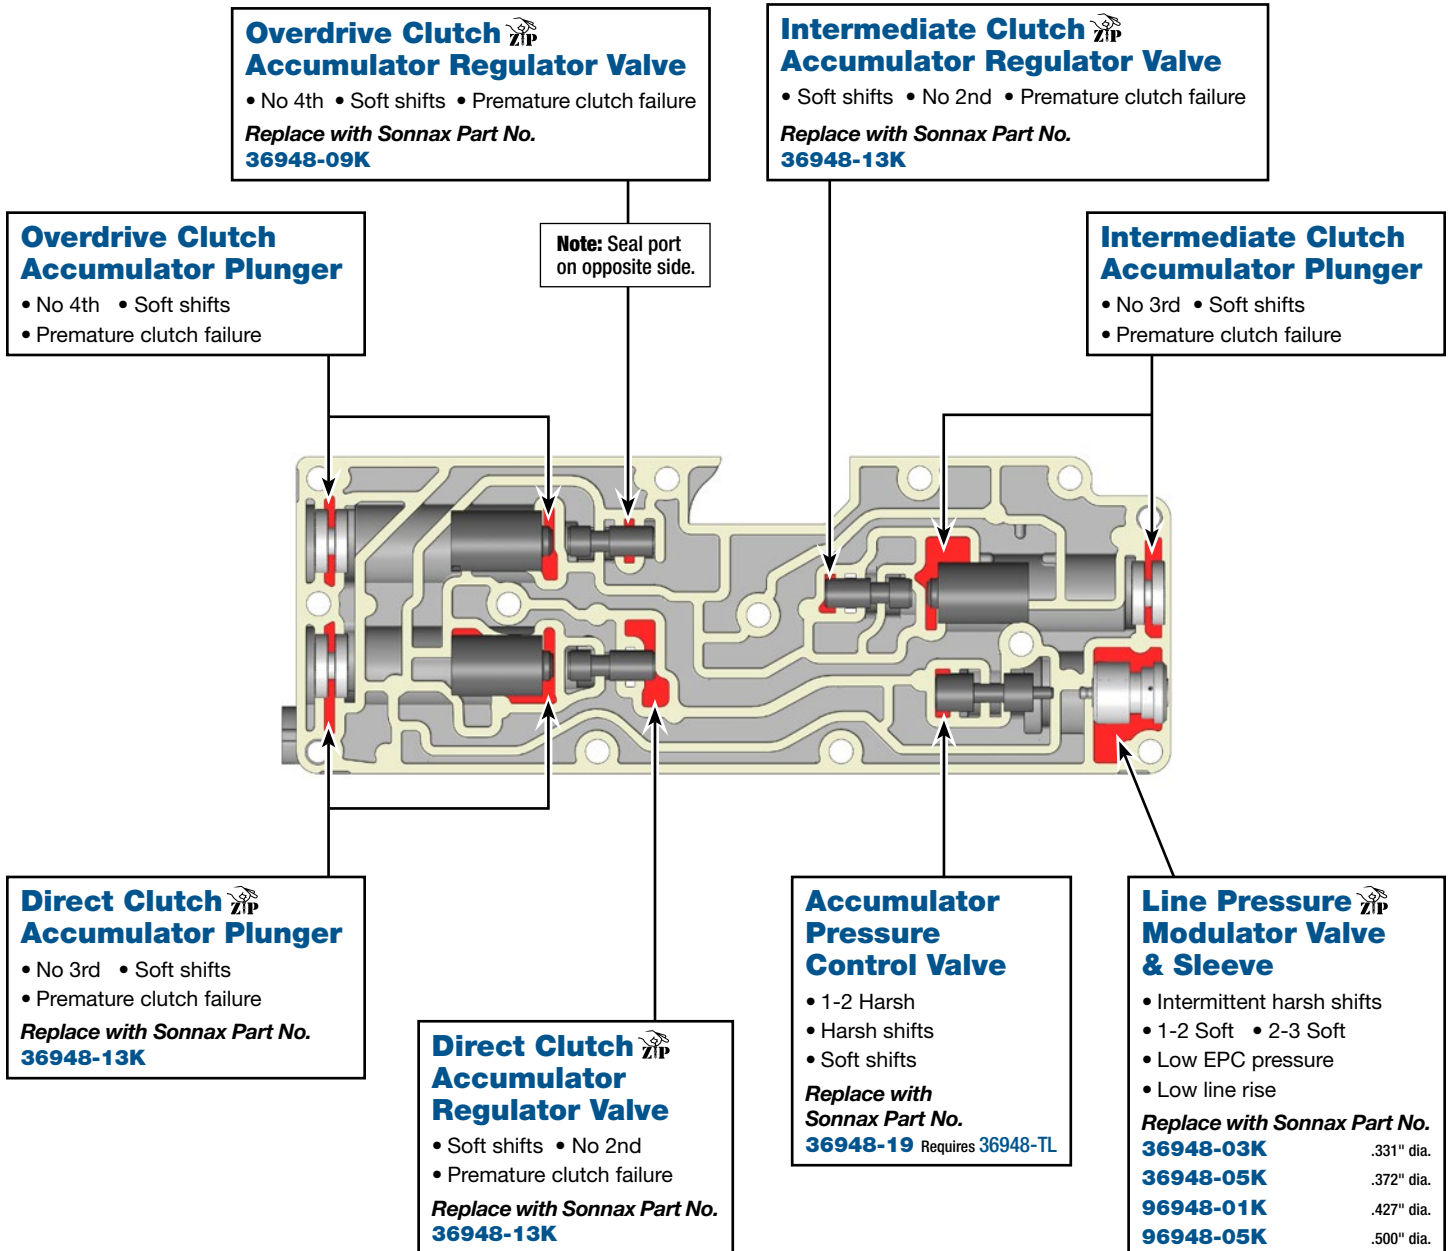 Overdrive Clutch ZIP
Accumulator Regulator Valve
• No 4th • Soft shifts • Premature clutch failure
Replace with Sonnax Part No.
36948-09K
Intermediate Clutch ZIP
Accumulator Regulator Valve
• Soft shifts • No 2nd • Premature clutch failure
Replace with Sonnax Part No.
36948-13K
Overdrive Clutch
Accumulator Plunger
• No 4th • Soft shifts
• Premature clutch failure
Note: Seal port
on opposite side.
Intermediate Clutch
Accumulator Plunger
• No 3rd • Soft shifts
• Premature clutch failure
Direct Clutch ZIP
Accumulator Plunger
• No 3rd • Soft shifts
• Premature clutch failure
Replace with Sonnax Part No.
36948-13K
Direct Clutch ZIP
Accumulator
Regulator Valve
• Soft shifts • No 2nd
• Premature clutch failure
Replace with Sonnax Part No.
36948-13K
Accumulator
Pressure
Control Valve
• 1-2 Harsh
• Harsh shifts
• Soft shifts
Replace with
Sonnax Part No.
36948-19 Requires 36948-TL
Line Pressure ZIP
Modulator Valve
& Sleeve
• Intermittent harsh shifts
• 1-2 Soft • 2-3 Soft
• Low EPC pressure
• Low line rise
Replace with Sonnax Part No.
36948-03K .331" dia.
36948-05K .372" dia.
96948-01K .427" dia.
96948-05K .500" dia.